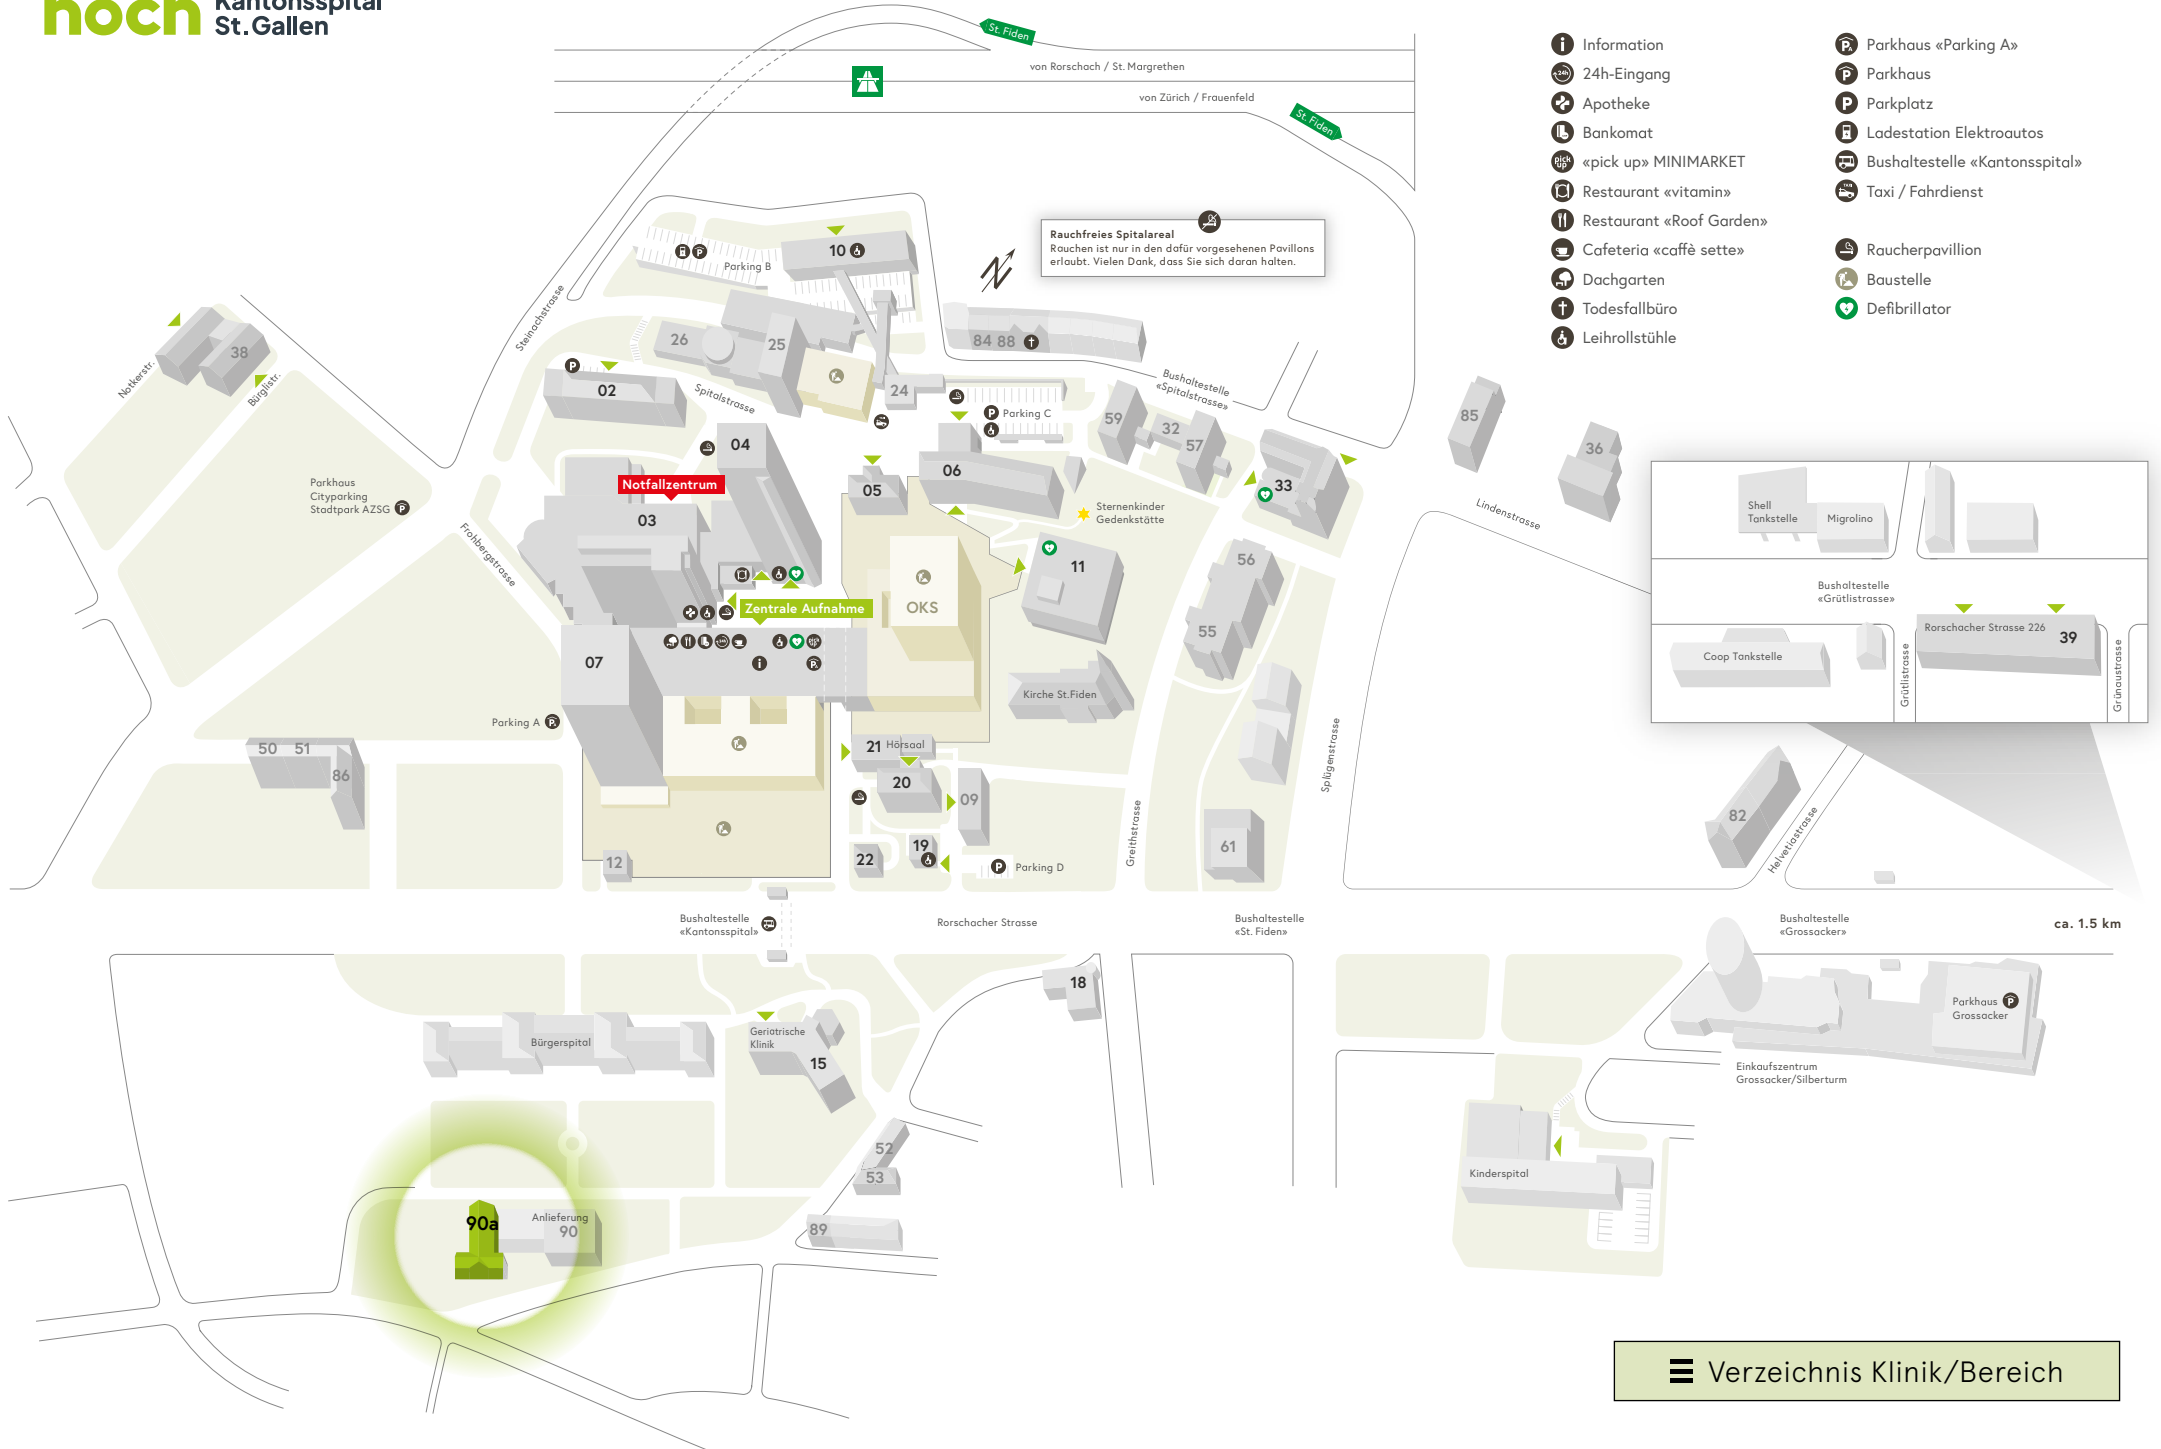 noch
Kantonsspital
St.Gallen
St. Fiden
von Rorschach / St. Margrethen
von Zürich / Frauenfeld
St. Fiden
Information
24h-Eingang
Apotheke
Bankomat
«pick up» MINIMARKET
Restaurant «vitamin»
Restaurant «Roof Garden»
Cafeteria «caffè sette»
Dachgarten
Todesfallbüro
Leihrollstühle
Parkhaus «Parking A»
Parkhaus
Parkplatz
Ladestation Elektroautos
Bushaltestelle «Kantonsspital»
Taxi / Fahrdienst
Raucherpavillion
Baustelle
Defibrillator
Rauchfreies Spitalareal
Rauchen ist nur in den dafür vorgesehenen Pavillons
erlaubt. Vielen Dank, dass Sie sich daran halten.
N
10
Parking B
Steinachstrasse
26
25
84 88
38
Notkerstr.
Bürglistr.
02
Spitalstrasse
24
Bushaltestelle
«Spitalstrasse»
Parking C
59
32
57
85
36
04
Notfallzentrum
03
05
06
33
Parkhaus
Cityparking
Stadtpark AZSG
Frohbergstrasse
Sternenkinder
Gedenkstätte
Lindenstrasse
Shell
Tankstelle
Migrolino
11
56
OKS
Zentrale Aufnahme
55
Bushaltestelle
«Grütlistrasse»
Rorschacher Strasse 226
39
Coop Tankstelle
Grütlistrasse
Grünaustrasse
07
Kirche St.Fiden
Parking A
50 51
86
21 Hörsaal
20
09
Splügenstrasse
Greithstrasse
82
Helvetiastrasse
12
22
19
Parking D
61
Bushaltestelle
«Kantonsspital»
Rorschacher Strasse
Bushaltestelle
«St. Fiden»
Bushaltestelle
«Grossacker»
ca. 1.5 km
18
Parkhaus
Grossacker
Bürgerspital
Geriatrische
Klinik
15
Einkaufszentrum
Grossacker/Silberturm
52
53
Kinderspital
90a
Anlieferung
90
89
Verzeichnis Klinik/Bereich